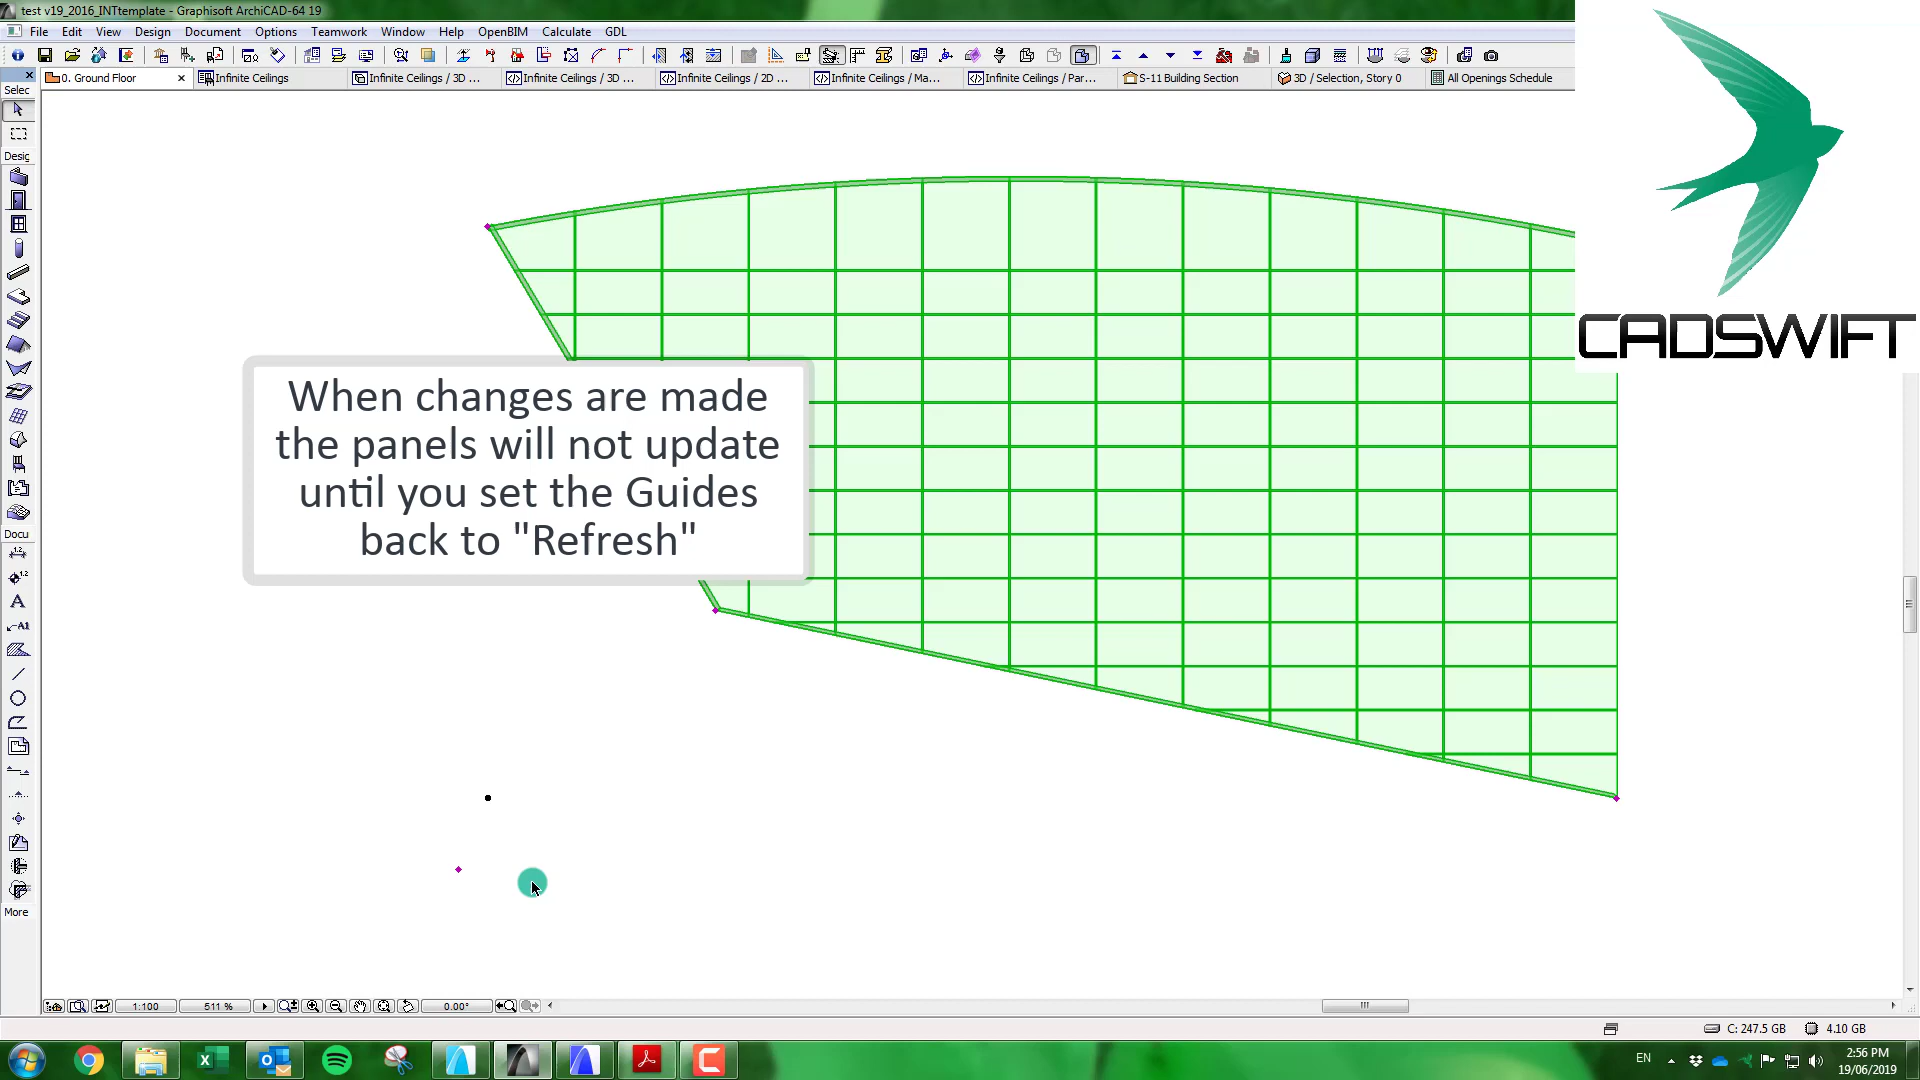 test v19_2016_INTtemplate - Graphisoft ArchiCAD-64 19
File Edit View Design Document Options Teamwork Window Help OpenBIM Calculate GDL
0. Ground Floor
Infinite Ceilings
Infinite Ceilings / 3D ...
Infinite Ceilings / 3D ...
Infinite Ceilings / 2D ...
Infinite Ceilings / Ma...
Infinite Ceilings / Par...
S-11 Building Section
3D / Selection, Story 0
All Openings Schedule
Selec
Desig
Docu
More
CADSWIFT
When changes are made
the panels will not update
until you set the Guides
back to "Refresh"
1:100
511 %
0.00°
C: 247.5 GB
4.10 GB
EN
2:56 PM
19/06/2019